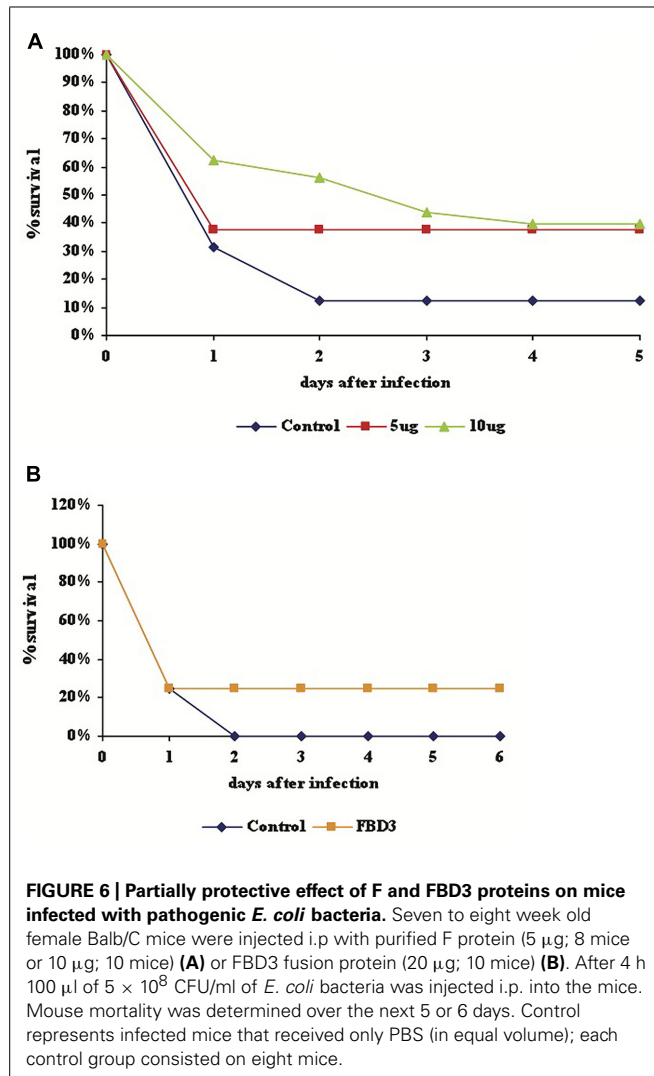 A
100%
90%
80%
70%
60%
50%
40%
30%
20%
10%
0%
%survival
0 1 2 3 4 5
days after infection
Control 5ug 10ug
B
120%
100%
80%
60%
40%
20%
0%
%survival
0 1 2 3 4 5 6
days after infection
Control FBD3
FIGURE 6 | Partially protective effect of F and FBD3 proteins on mice
infected with pathogenic E. coli bacteria. Seven to eight week old
female Balb/C mice were injected i.p with purified F protein (5 μg; 8 mice
or 10 μg; 10 mice) (A) or FBD3 fusion protein (20 μg; 10 mice) (B). After 4 h
100 μl of 5 × 10⁸ CFU/ml of E. coli bacteria was injected i.p. into the mice.
Mouse mortality was determined over the next 5 or 6 days. Control
represents infected mice that received only PBS (in equal volume); each
control group consisted on eight mice.